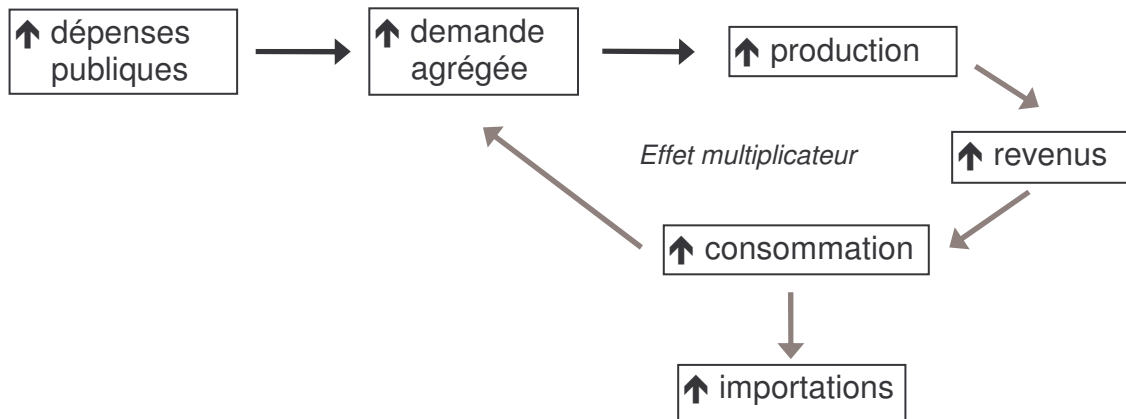 ↑ dépenses
publiques
↑ demande
agrégée
↑ production
Effet multiplicateur
↑ revenus
↑ consommation
↑ importations